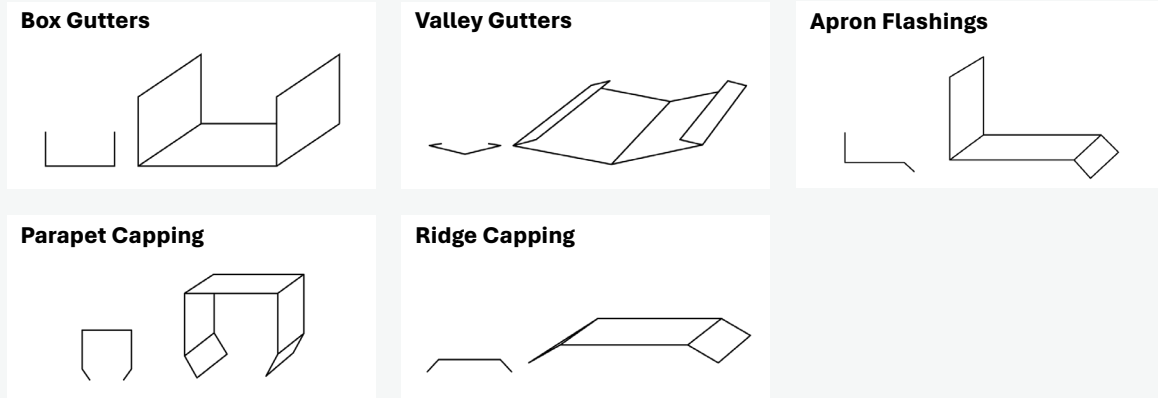 Box Gutters
Valley Gutters
Apron Flashings
Parapet Capping
Ridge Capping